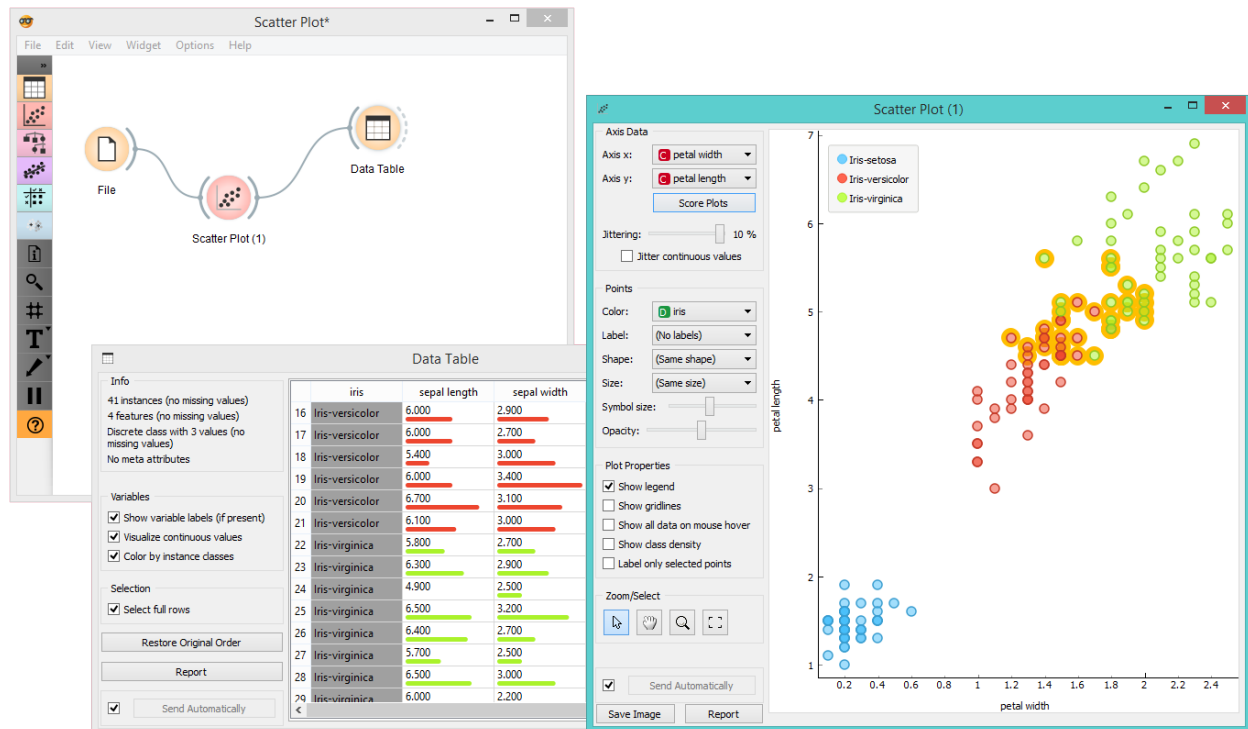 Scatter Plot*
File Edit View Widget Options Help
File
Scatter Plot (1)
Data Table
T
?
Data Table
Info
41 instances (no missing values)
4 features (no missing values)
Discrete class with 3 values (no
missing values)
No meta attributes
Variables
Show variable labels (if present)
Visualize continuous values
Color by instance classes
Selection
Select full rows
Restore Original Order
Report
Send Automatically
iris sepal length sepal width
16 Iris-versicolor 6.000 2.900
17 Iris-versicolor 6.000 2.700
18 Iris-versicolor 5.400 3.000
19 Iris-versicolor 6.000 3.400
20 Iris-versicolor 6.700 3.100
21 Iris-versicolor 6.100 3.000
22 Iris-virginica 5.800 2.700
23 Iris-virginica 6.300 2.900
24 Iris-virginica 4.900 2.500
25 Iris-virginica 6.500 3.200
26 Iris-virginica 6.400 2.700
27 Iris-virginica 5.700 2.500
28 Iris-virginica 6.500 3.000
29 Iris-virginica 6.000 2.200
Scatter Plot (1)
Axis Data
Axis x: C petal width
Axis y: C petal length
Score Plots
Jittering: 10 %
Jitter continuous values
Points
Color: D iris
Label: (No labels)
Shape: (Same shape)
Size: (Same size)
Symbol size:
Opacity:
Plot Properties
Show legend
Show gridlines
Show all data on mouse hover
Show class density
Label only selected points
Zoom/Select
Send Automatically
Save Image Report
Iris-setosa
Iris-versicolor
Iris-virginica
petal length
7
6
5
4
3
2
1
0.2 0.4 0.6 0.8 1 1.2 1.4 1.6 1.8 2 2.2 2.4
petal width